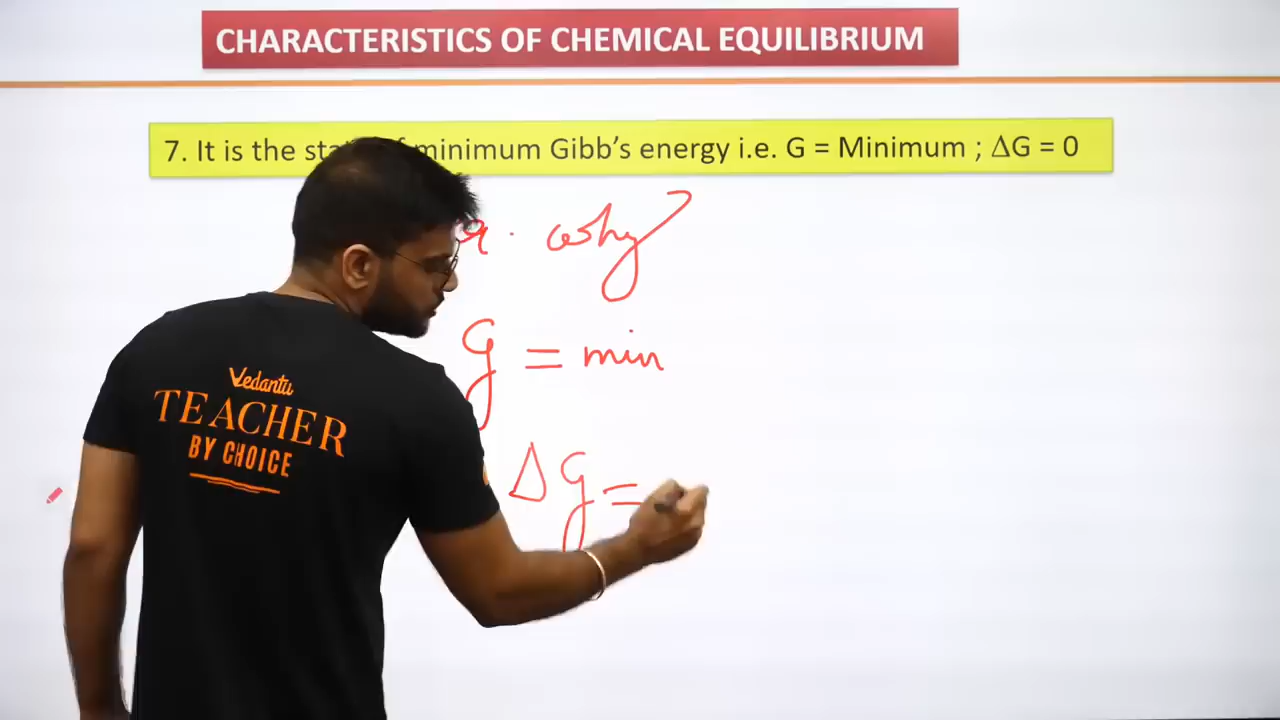 CHARACTERISTICS OF CHEMICAL EQUILIBRIUM
7. It is the minimum Gibb's energy i.e. G = Minimum ; ΔG = 0
why?
G = min
ΔG =
Vedantu
TEACHER
BY CHOICE